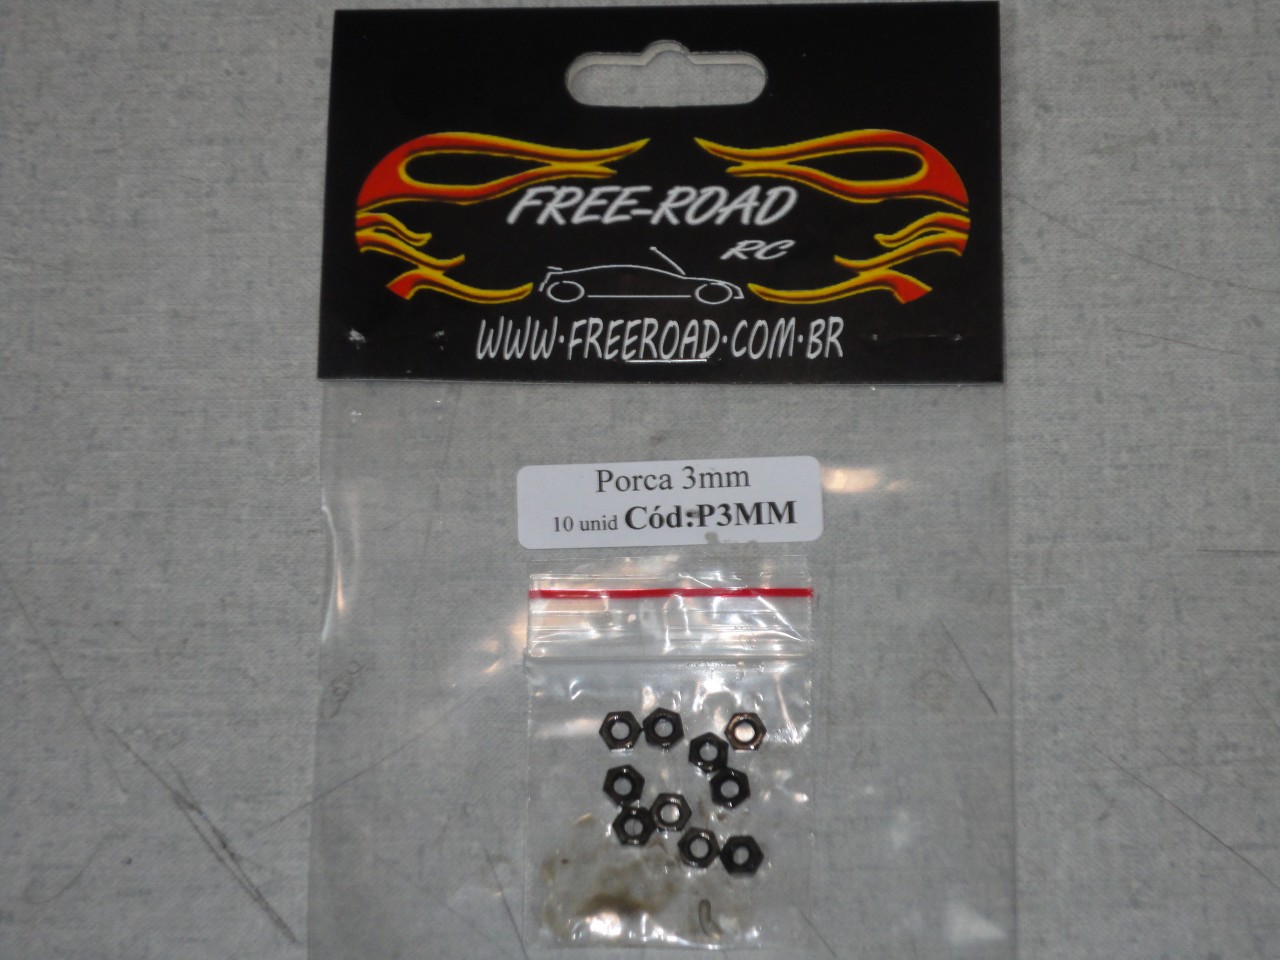 FREE-ROAD
RC
WWW.FREEROAD.COM.BR
Porca 3mm
10 unid Cód:P3MM